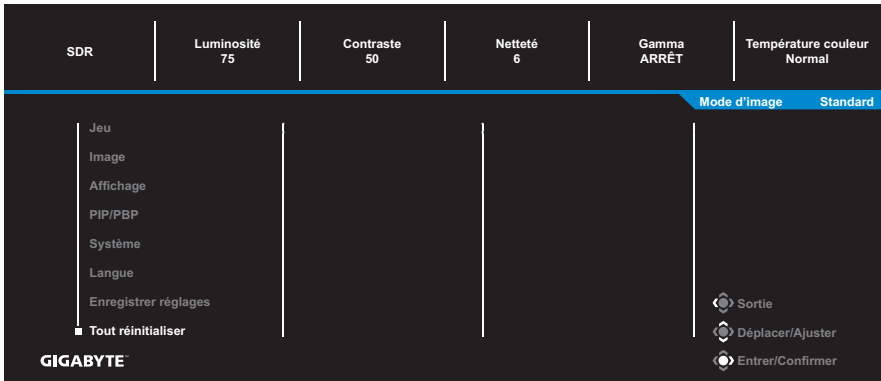 SDR
Luminosité
75
Contraste
50
Netteté
6
Gamma
ARRÊT
Température couleur
Normal
Mode d'image Standard
Jeu
Image
Affichage
PIP/PBP
Système
Langue
Enregistrer réglages
Tout réinitialiser
Sortie
Déplacer/Ajuster
Entrer/Confirmer
GIGABYTE™